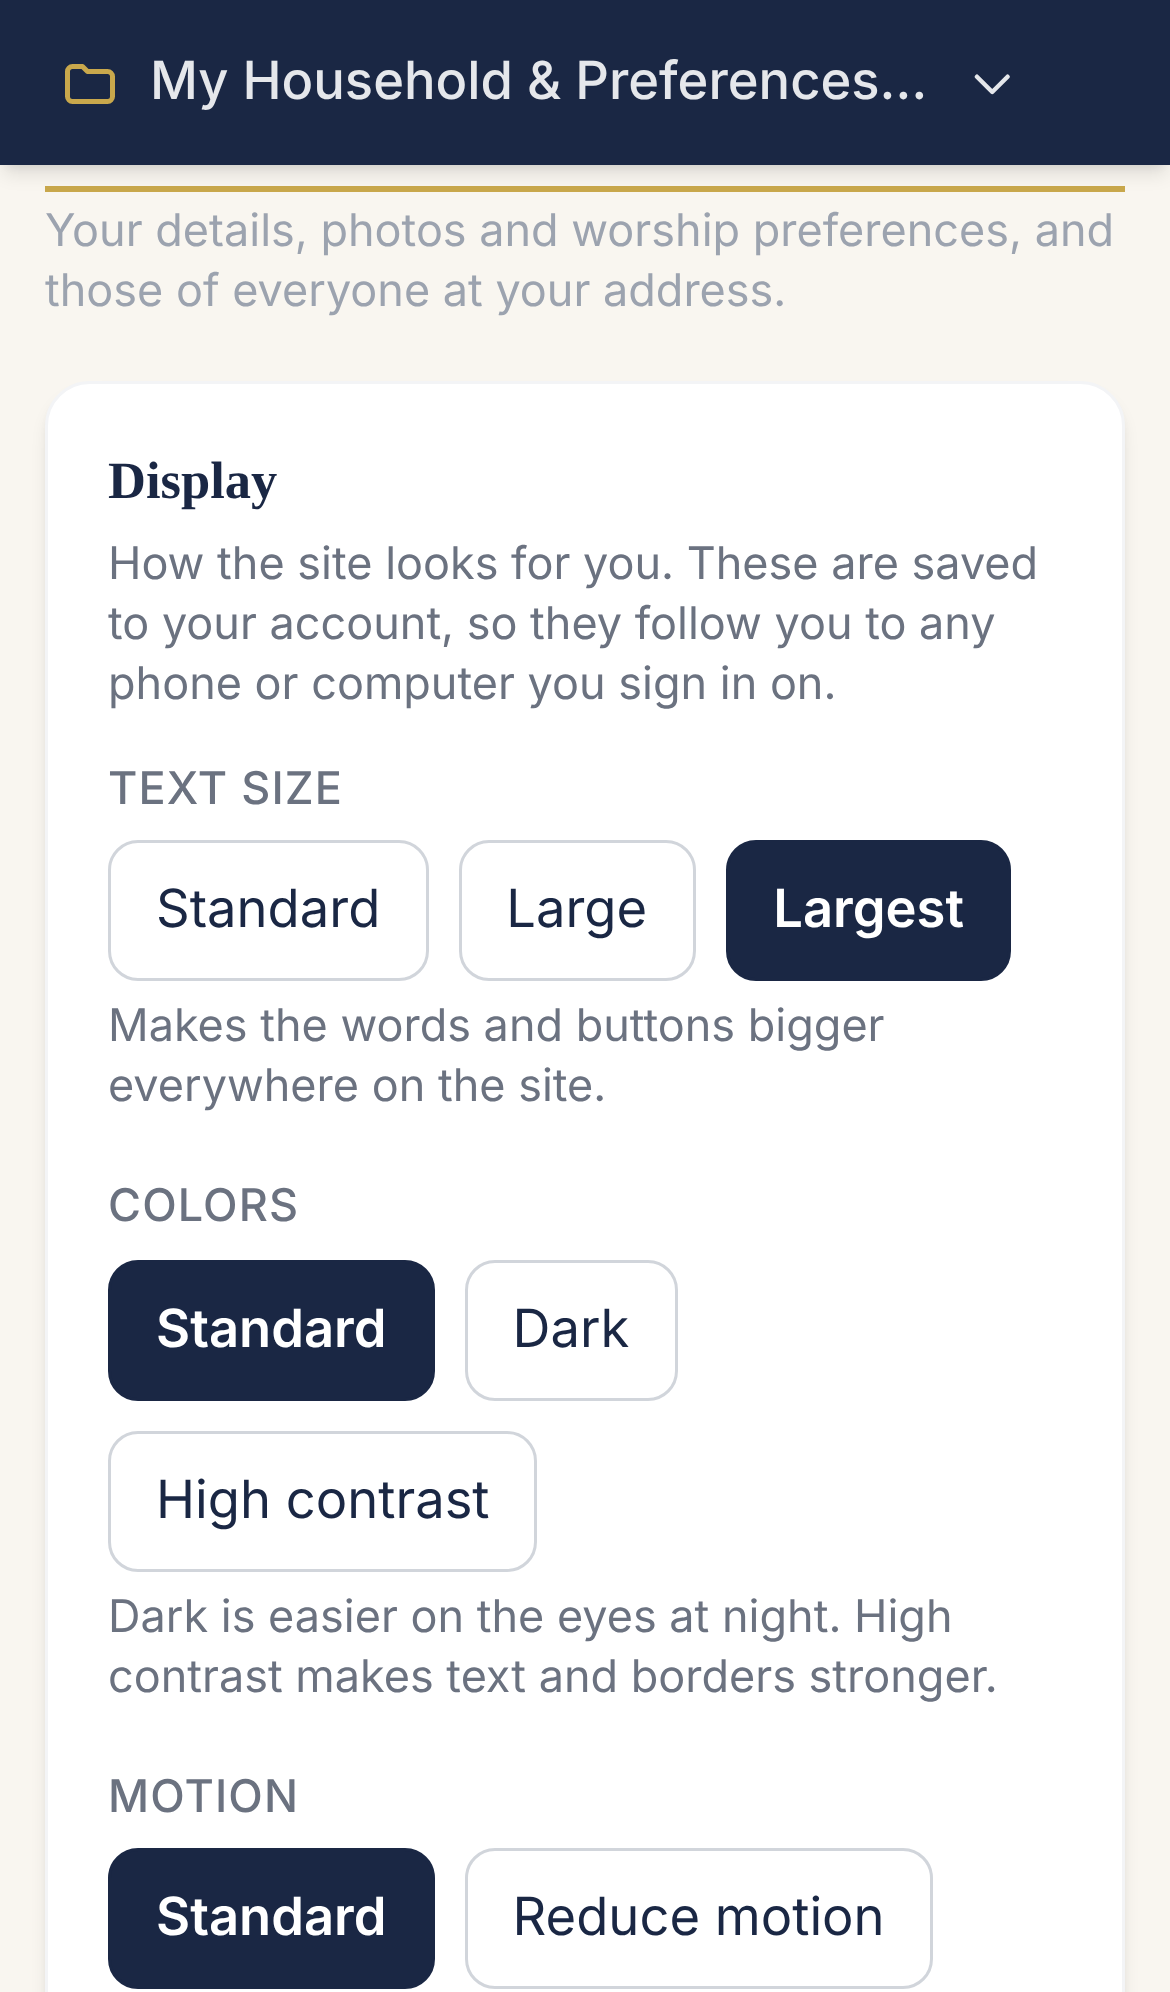 My Household & Preferences...
Your details, photos and worship preferences, and
those of everyone at your address.
Display
How the site looks for you. These are saved
to your account, so they follow you to any
phone or computer you sign in on.
TEXT SIZE
Standard Large Largest
Makes the words and buttons bigger
everywhere on the site.
COLORS
Standard Dark
High contrast
Dark is easier on the eyes at night. High
contrast makes text and borders stronger.
MOTION
Standard Reduce motion